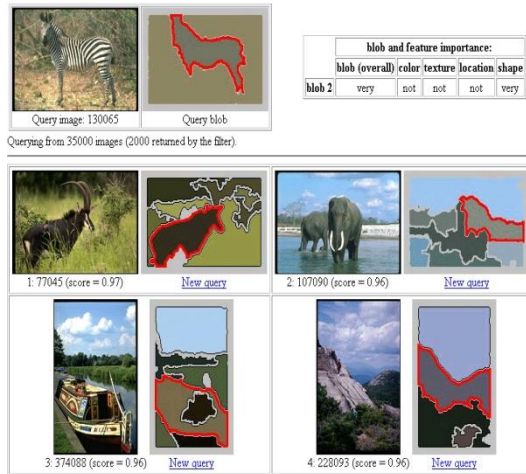 blob and feature importance:
blob (overall) color texture location shape
blob 2 very not not not very
Query image: 130065 Query blob
Querying from 35000 images (2000 returned by the filter).
1: 77045 (score = 0.97) New query 2: 107090 (score = 0.96) New query
3: 374088 (score = 0.96) New query 4: 228093 (score = 0.96) New query